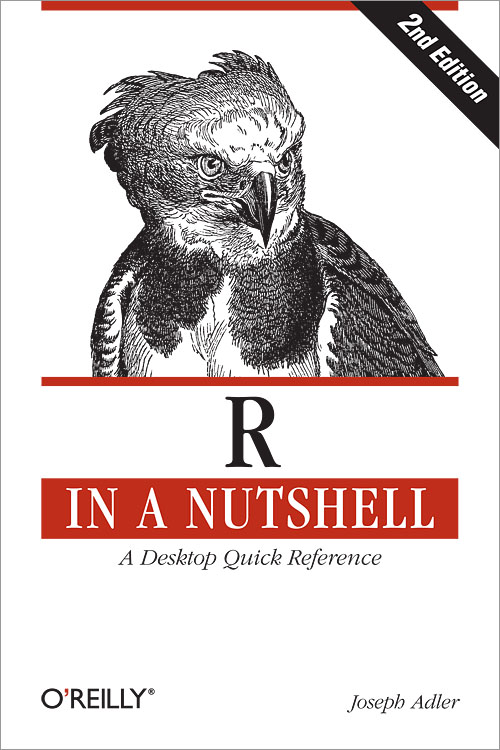 2nd Edition
R
IN A NUTSHELL
A Desktop Quick Reference
O'REILLY®
Joseph Adler